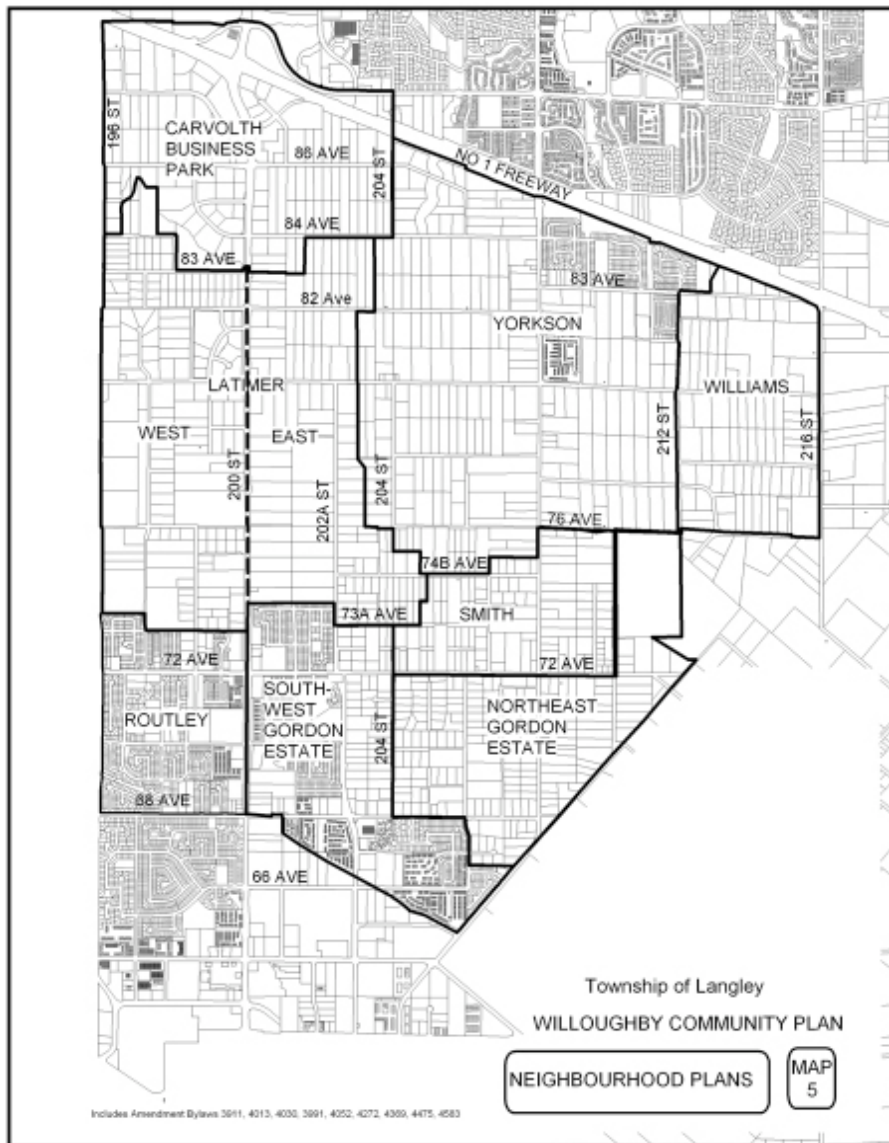 196 ST
CARVOLTH
BUSINESS
PARK
86 AVE
204 ST
NO 1 FREEWAY
84 AVE
83 AVE
83 AVE
82 Ave
YORKSON
LATIMER
WILLIAMS
WEST
EAST
200 ST
202A ST
204 ST
212 ST
216 ST
76 AVE
74B AVE
73A AVE
SMITH
72 AVE
72 AVE
ROUTLEY
SOUTH-
WEST
GORDON
ESTATE
204 ST
NORTHEAST
GORDON
ESTATE
68 AVE
66 AVE
Township of Langley
WILLOUGHBY COMMUNITY PLAN
NEIGHBOURHOOD PLANS
MAP
5
Includes Amendment Bylaws 3911, 4013, 4030, 3991, 4052, 4272, 4369, 4475, 4583